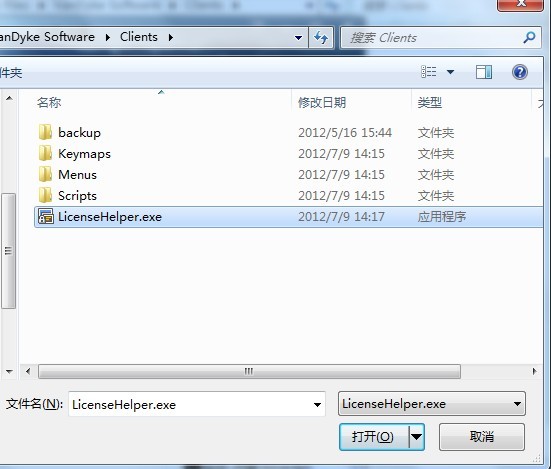 anDyke Software ▸ Clients ▸
搜索 Clients
件夹
名称 修改日期 类型
backup 2012/5/16 15:44 文件夹
Keymaps 2012/7/9 14:15 文件夹
Menus 2012/7/9 14:15 文件夹
Scripts 2012/7/9 14:15 文件夹
LicenseHelper.exe 2012/7/9 14:17 应用程序
文件名(N): LicenseHelper.exe LicenseHelper.exe
打开(O) 取消